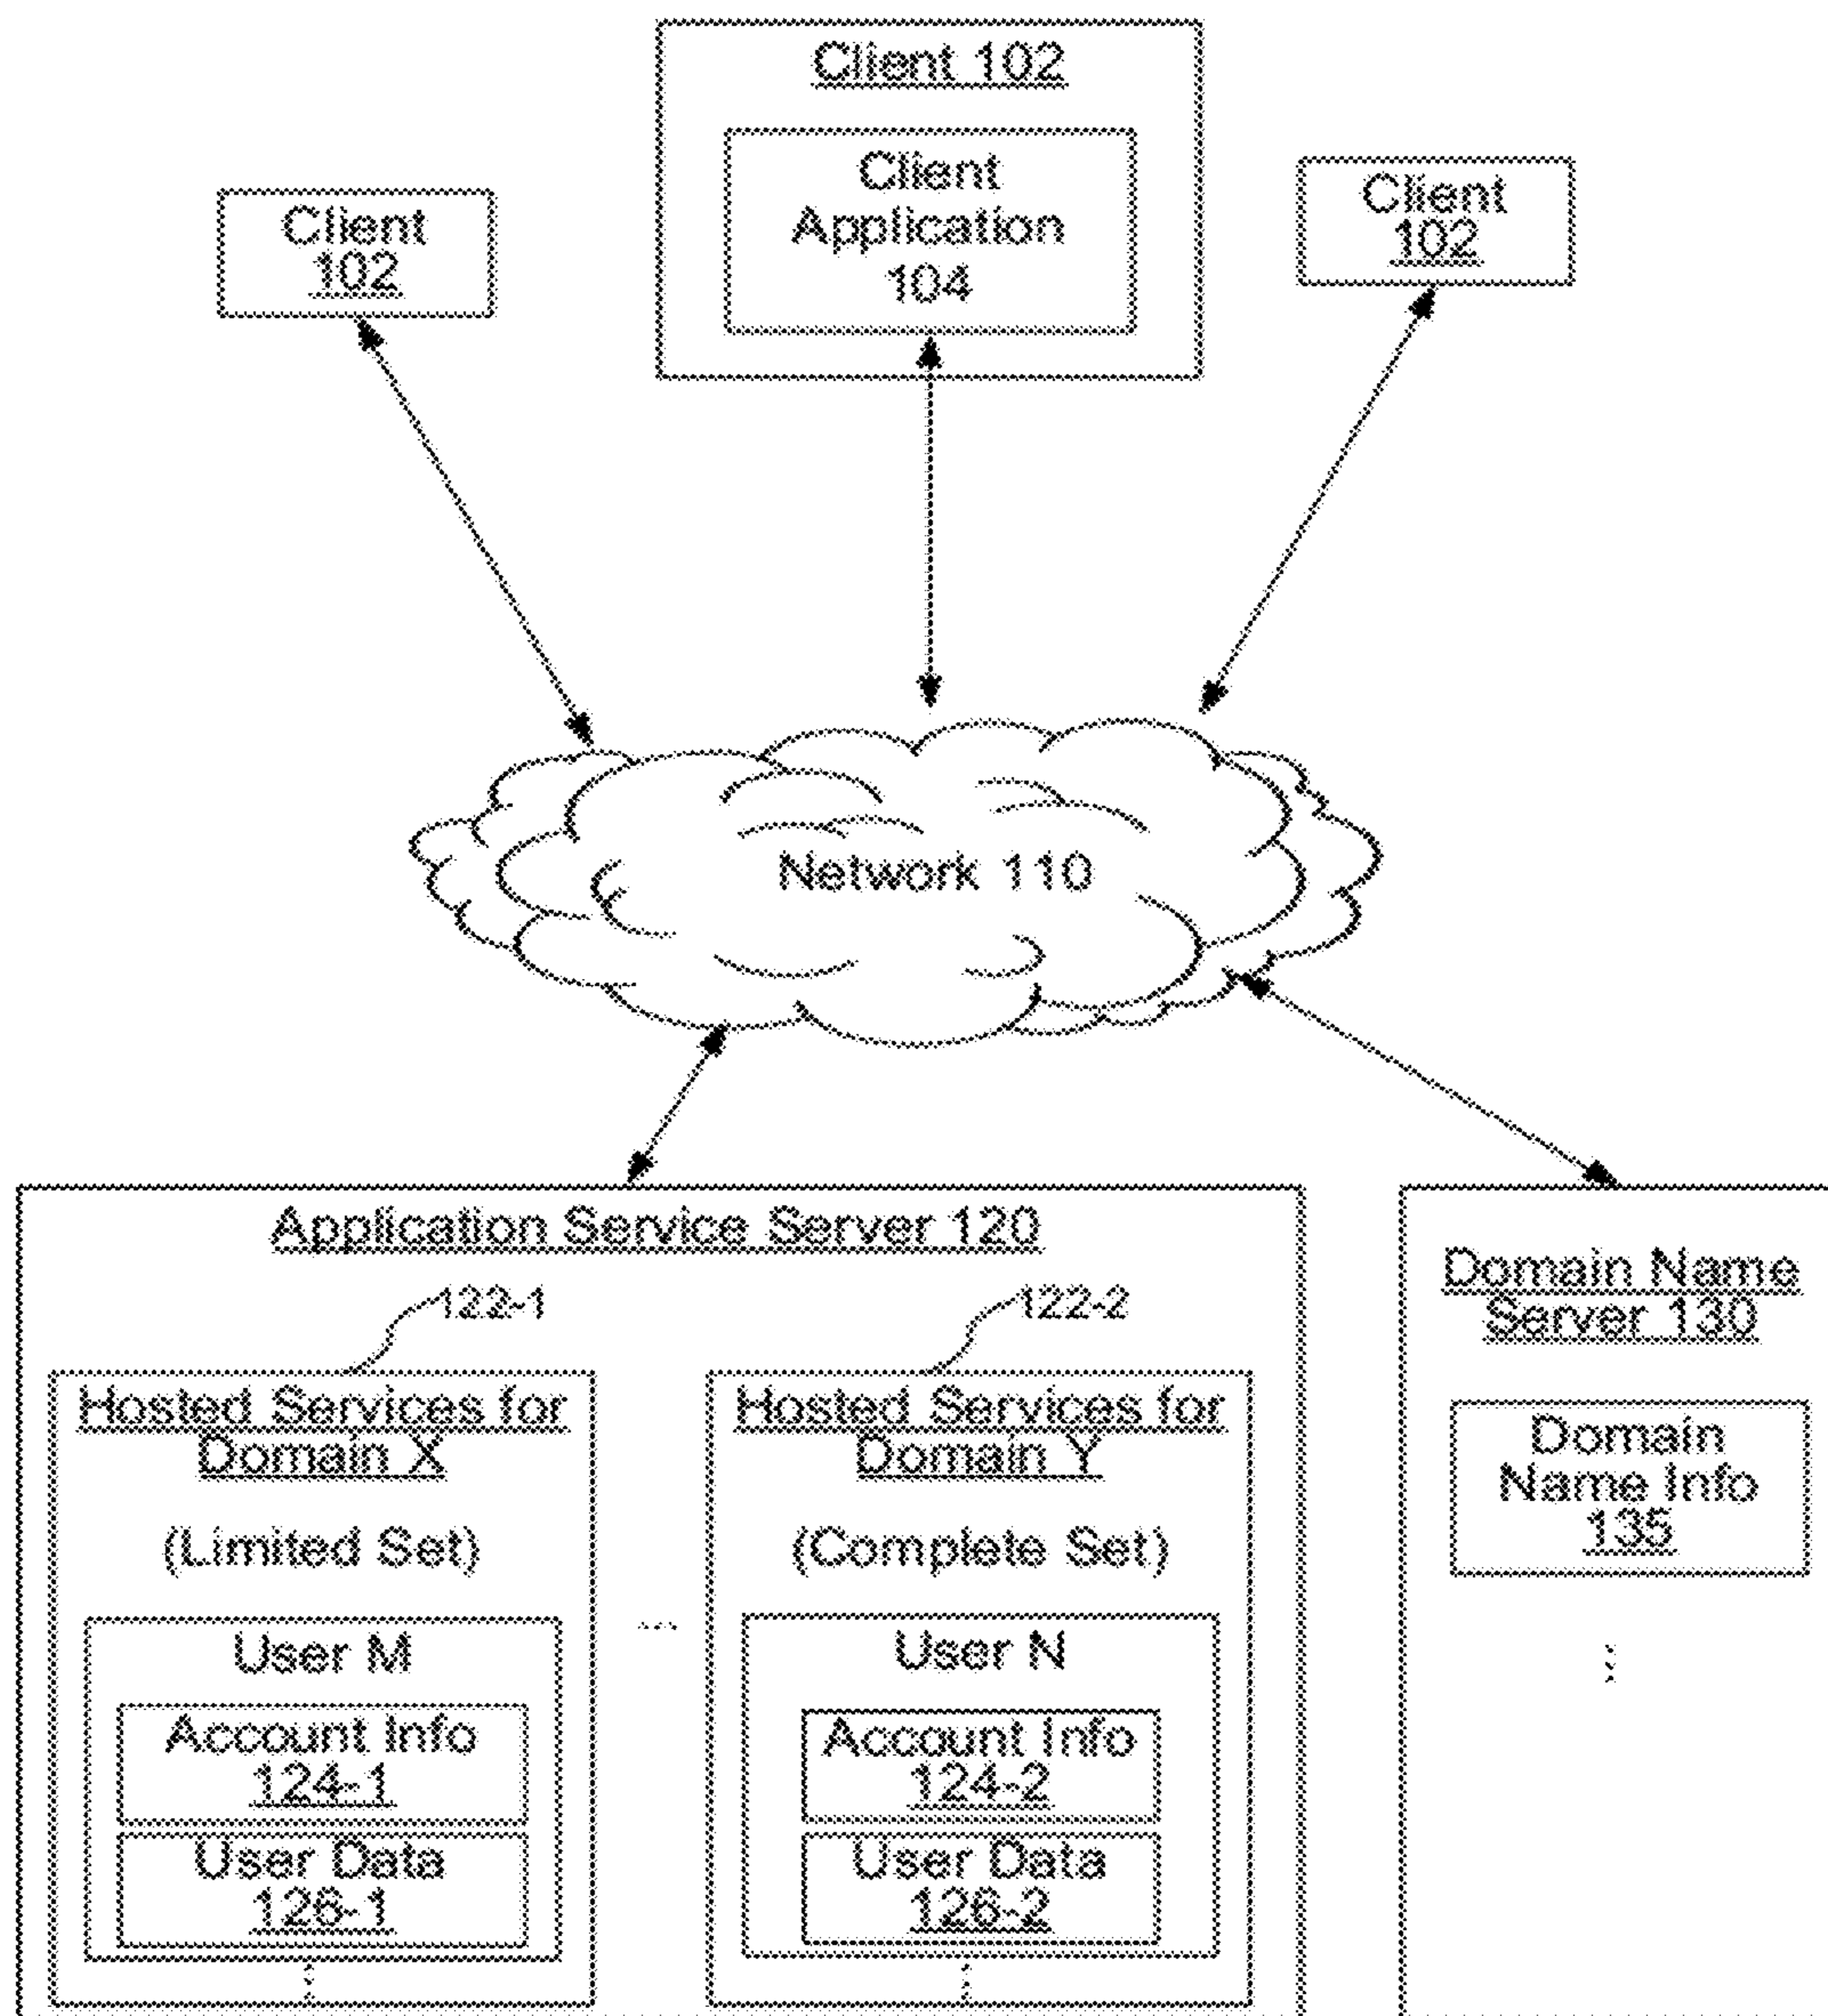 Client 102
Client
Application
104
Client
102
Client
102
Network 110
Application Service Server 120
122-1
122-2
Hosted Services for
Domain X
(Limited Set)
User M
Account Info
124-1
User Data
126-1
...
Hosted Services for
Domain Y
(Complete Set)
User N
Account Info
124-2
User Data
126-2
Domain Name
Server 130
Domain
Name Info
135